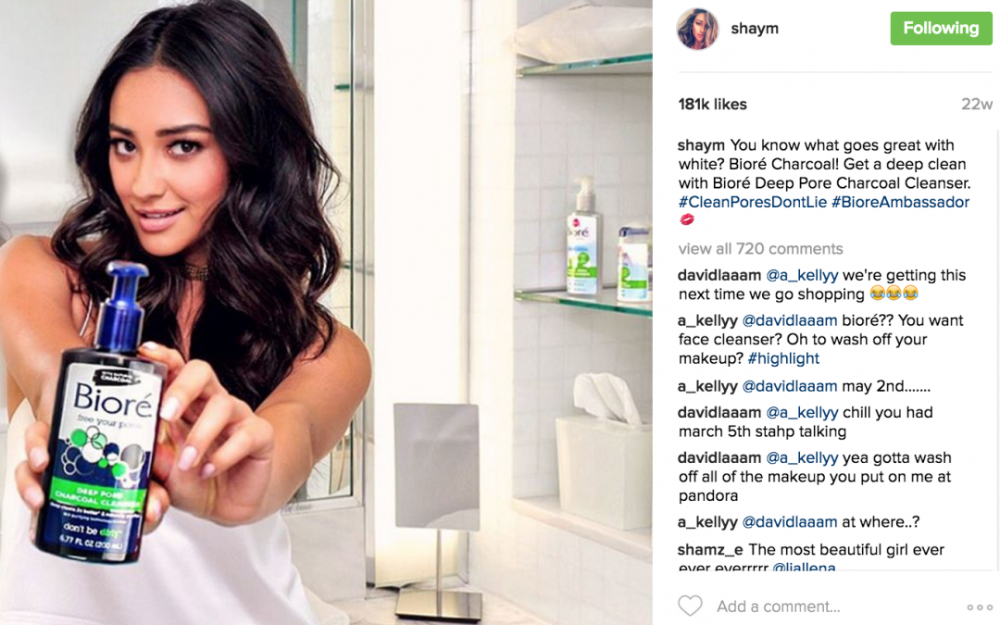 CHARCOAL
Bioré
free your pores
DEEP PORE
CHARCOAL CLEANSER
don't be dirty
6.77 FL OZ (200 mL)
Bioré
shaym
Following
181k likes
22w
shaym You know what goes great with
white? Bioré Charcoal! Get a deep clean
with Bioré Deep Pore Charcoal Cleanser.
#CleanPoresDontLie #BioreAmbassador
💋
view all 720 comments
davidlaaam @a_kellyy we're getting this
next time we go shopping 😂😂😂
a_kellyy @davidlaaam bioré?? You want
face cleanser? Oh to wash off your
makeup? #highlight
a_kellyy @davidlaaam may 2nd.......
davidlaaam @a_kellyy chill you had
march 5th stahp talking
davidlaaam @a_kellyy yea gotta wash
off all of the makeup you put on me at
pandora
a_kellyy @davidlaaam at where..?
shamz_e The most beautiful girl ever
ever everrrrr @liallena
Add a comment...